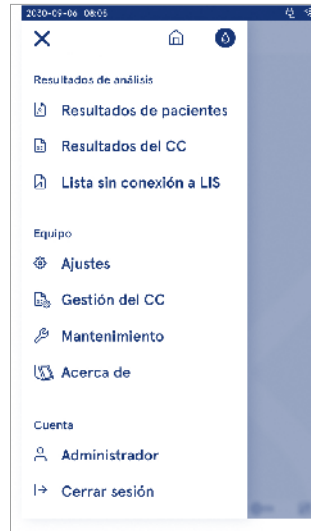 2030-09-06 08:05
Resultados de análisis
Resultados de pacientes
Resultados del CC
Lista sin conexión a LIS
Equipo
Ajustes
Gestión del CC
Mantenimiento
Acerca de
Cuenta
Administrador
Cerrar sesión